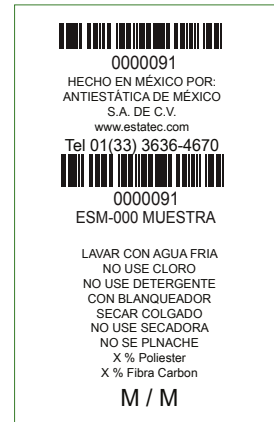 0000091
HECHO EN MÉXICO POR:
ANTIESTÁTICA DE MÉXICO
S.A. DE C.V.
www.estatec.com
Tel 01(33) 3636-4670
0000091
ESM-000 MUESTRA
LAVAR CON AGUA FRIA
NO USE CLORO
NO USE DETERGENTE
CON BLANQUEADOR
SECAR COLGADO
NO USE SECADORA
NO SE PLNACHE
X % Poliester
X % Fibra Carbon
M / M